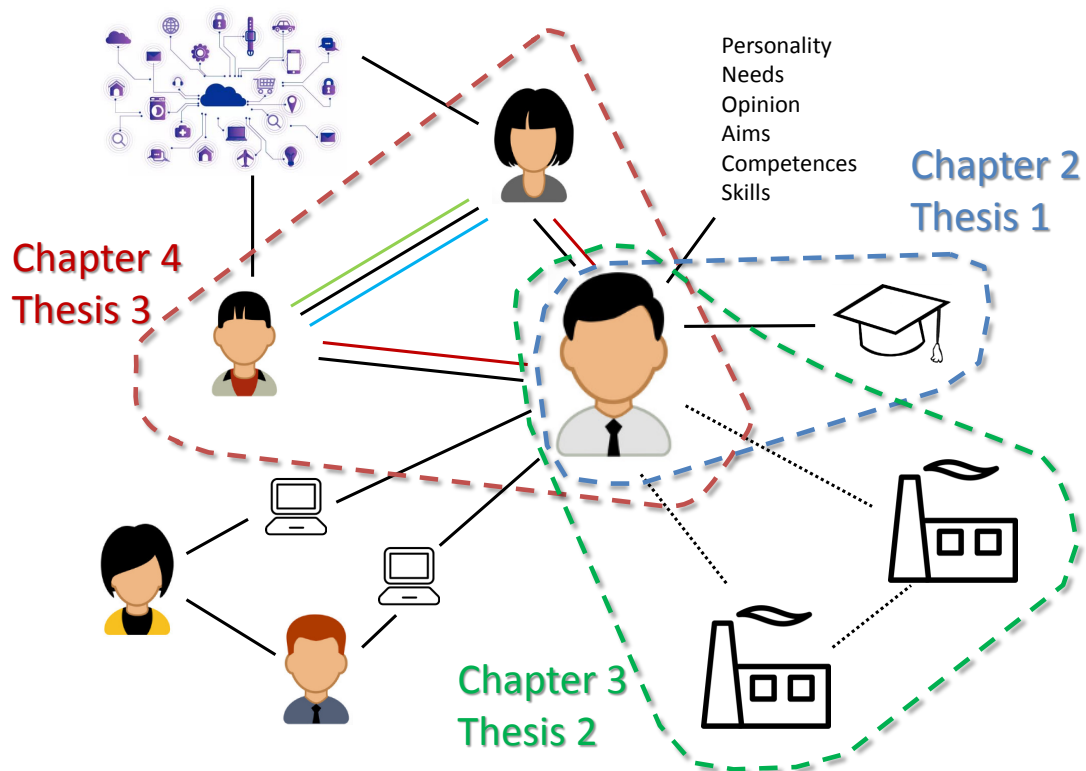 Personality
Needs
Opinion
Aims
Competences
Skills
Chapter 2
Thesis 1
Chapter 4
Thesis 3
Chapter 3
Thesis 2